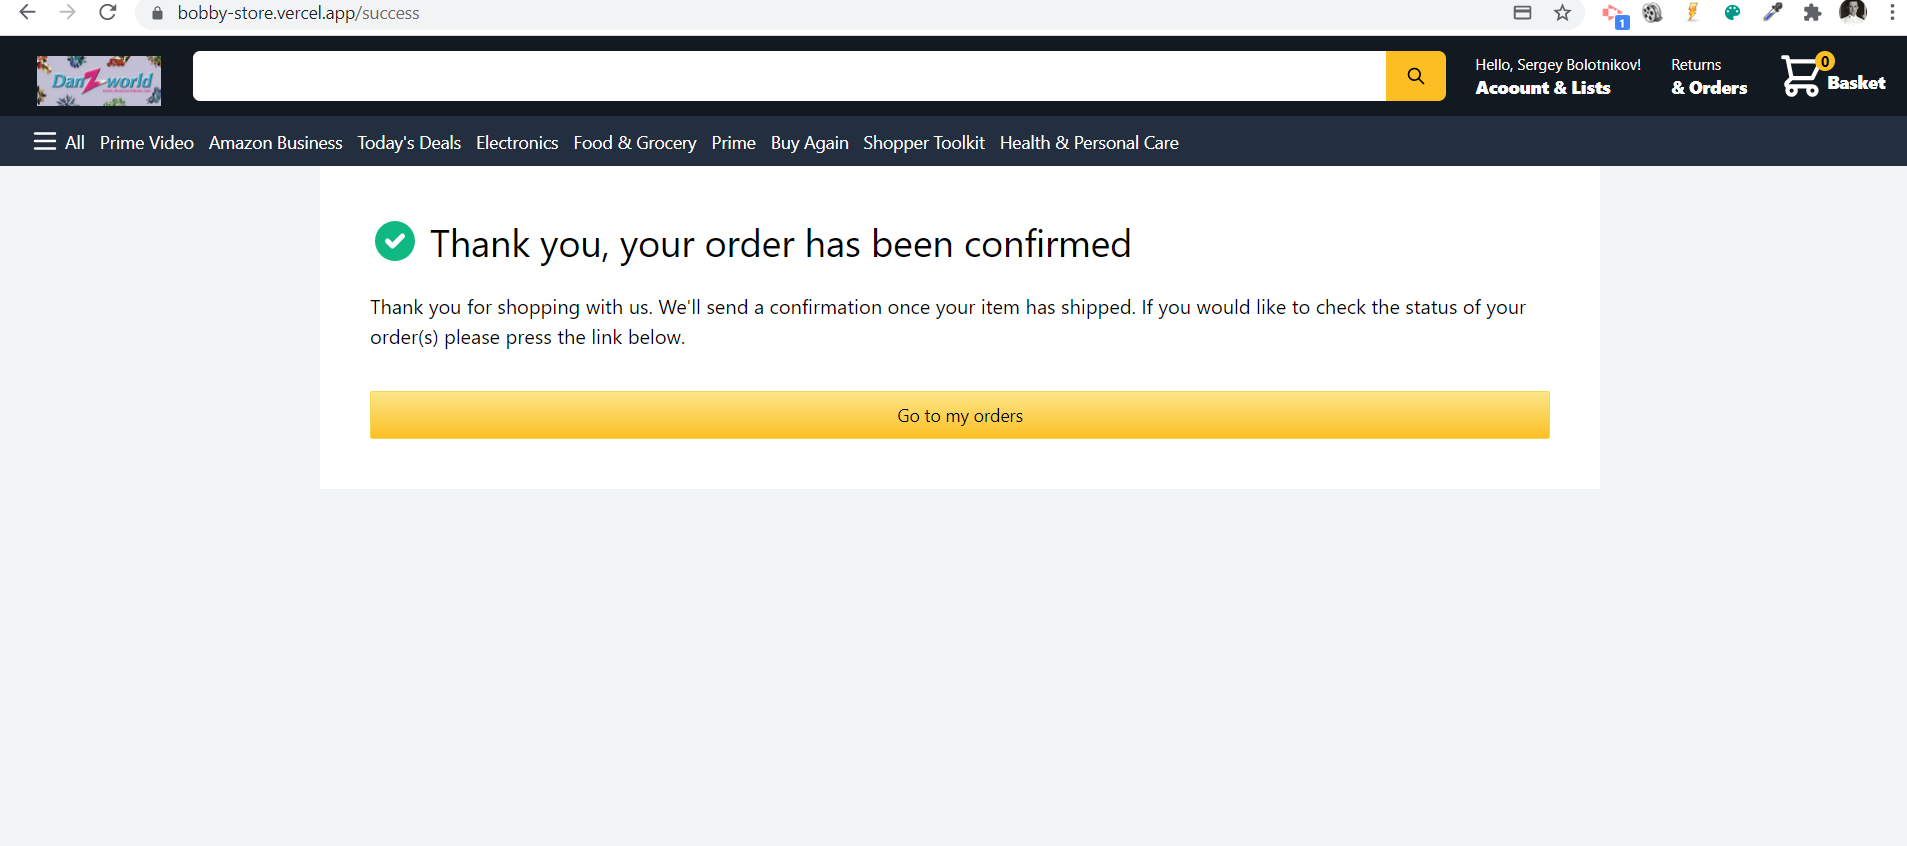 bobby-store.vercel.app/success
1
DanZ-world
Hello, Sergey Bolotnikov!
Acoount & Lists
Returns
& Orders
0
Basket
All Prime Video Amazon Business Today's Deals Electronics Food & Grocery Prime Buy Again Shopper Toolkit Health & Personal Care
Thank you, your order has been confirmed
Thank you for shopping with us. We'll send a confirmation once your item has shipped. If you would like to check the status of your
order(s) please press the link below.
Go to my orders